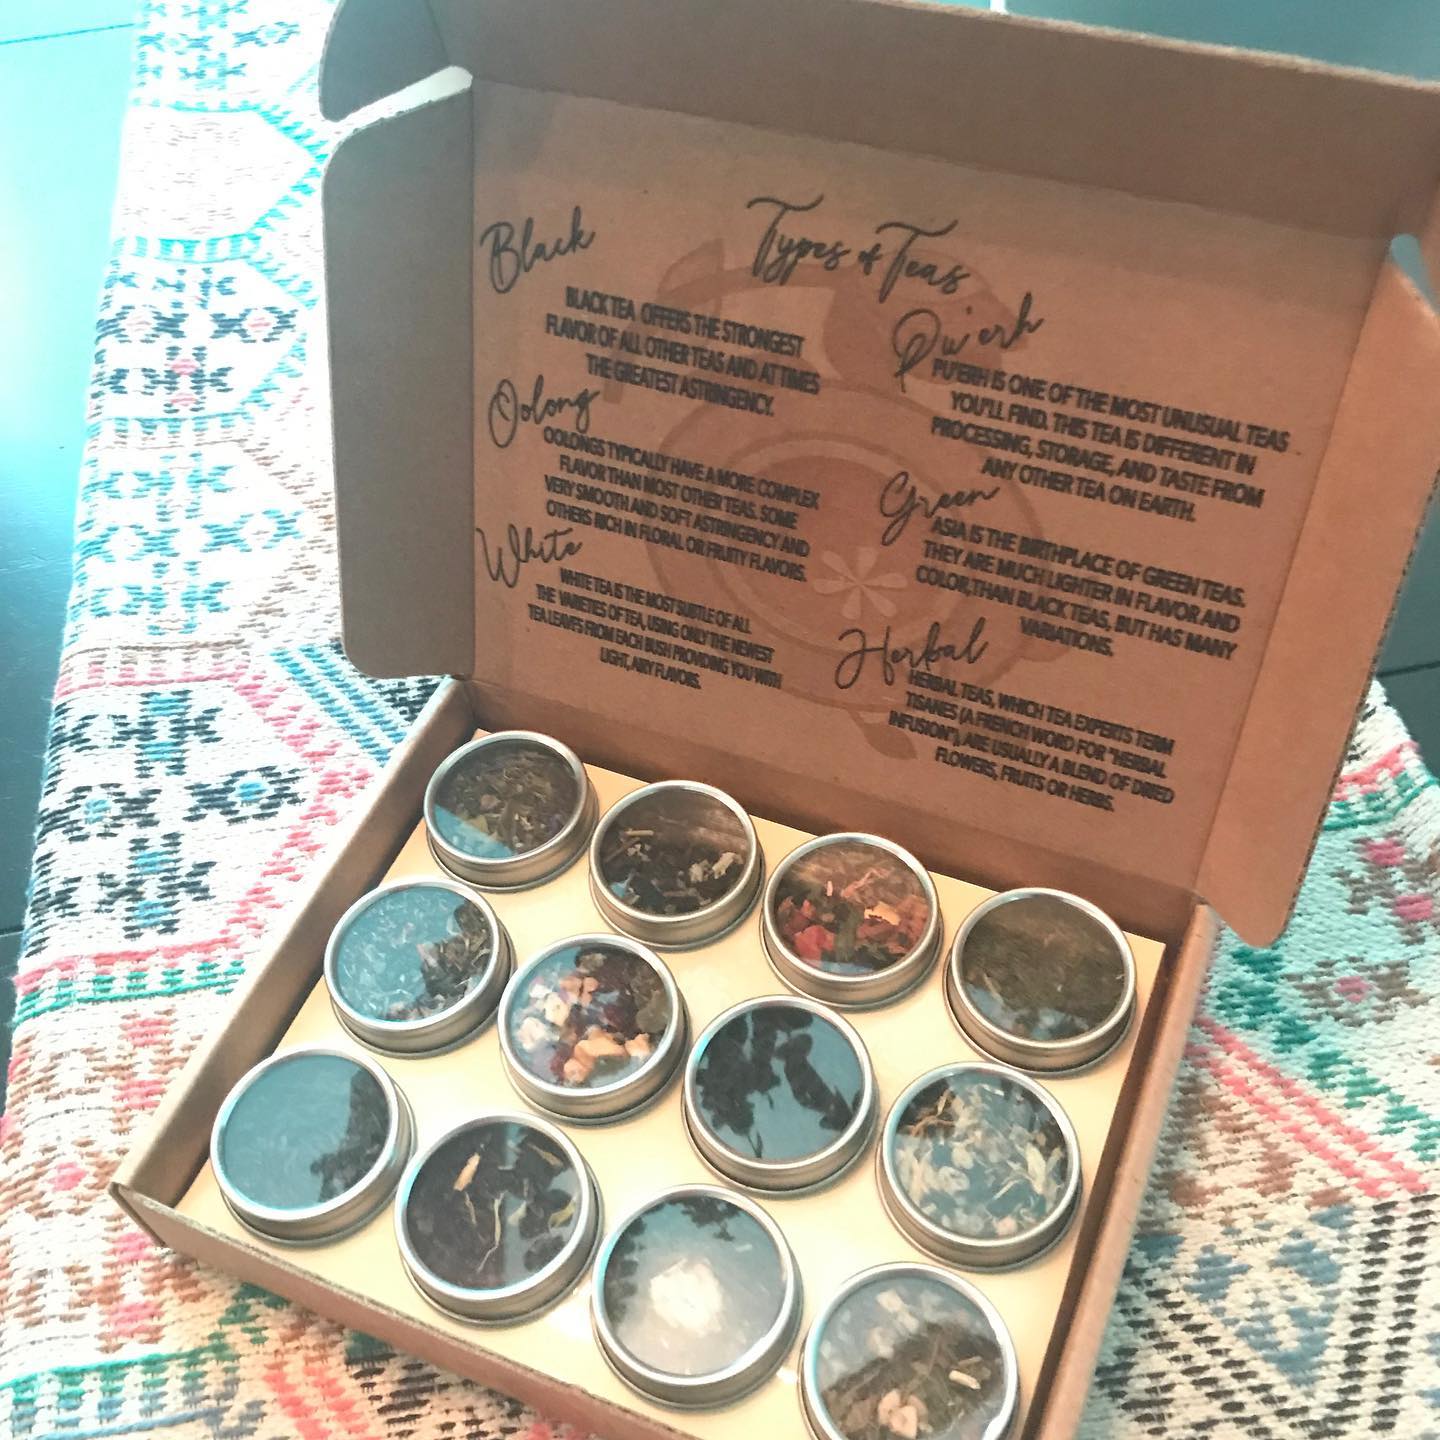 Types of Teas
Black
BLACK TEA OFFERS THE STRONGEST
FLAVOR OF ALL OTHER TEAS AND AT TIMES
THE GREATEST ASTRINGENCY.
Oolong
OOLONGS TYPICALLY HAVE A MORE COMPLEX
FLAVOR THAN MOST OTHER TEAS. SOME
VERY SMOOTH AND SOFT ASTRINGENCY AND
OTHERS RICH IN FLORAL OR FRUITY FLAVORS.
White
WHITE TEA IS THE MOST SUBTLE OF ALL
THE VARIETIES OF TEA, USING ONLY THE NEWEST
TEA LEAVES FROM EACH BUSH PROVIDING YOU WITH
LIGHT, AIRY FLAVORS.
Pu'erh
PU'ERH IS ONE OF THE MOST UNUSUAL TEAS
YOU'LL FIND. THIS TEA IS DIFFERENT IN
PROCESSING, STORAGE, AND TASTE FROM
ANY OTHER TEA ON EARTH.
Green
ASIA IS THE BIRTHPLACE OF GREEN TEAS.
THEY ARE MUCH LIGHTER IN FLAVOR AND
COLOR, THAN BLACK TEAS, BUT HAS MANY
VARIATIONS.
Herbal
HERBAL TEAS, WHICH TEA EXPERTS TERM
TISANES (A FRENCH WORD FOR "HERBAL
INFUSION"), ARE USUALLY A BLEND OF DRIED
FLOWERS, FRUITS OR HERBS.